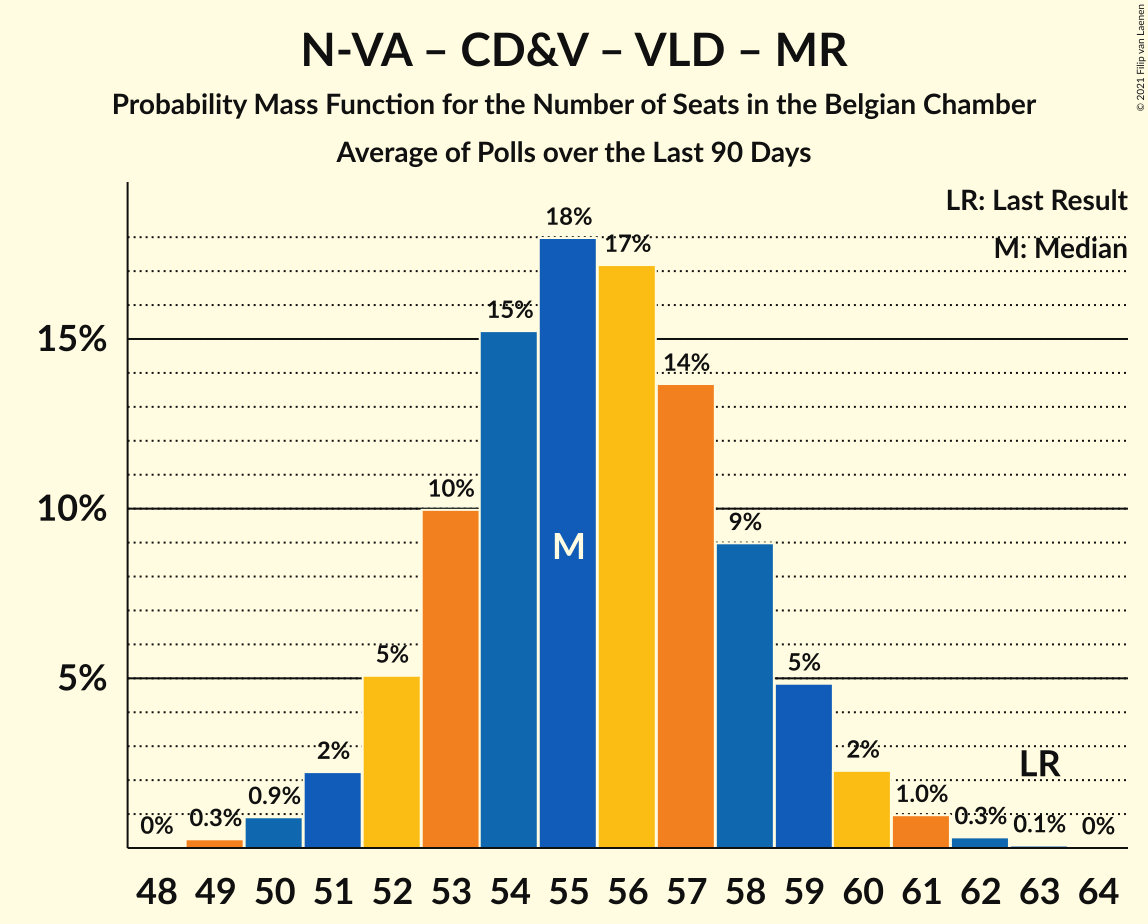 N-VA – CD&V – VLD – MR
Probability Mass Function for the Number of Seats in the Belgian Chamber
Average of Polls over the Last 90 Days
© 2021 Filip van Laenen
LR: Last Result
M: Median
18%
17%
15%
15%
14%
10%
10%
9%
M
5%
5%
5%
2%
2%
LR
0.9%
1.0%
0%
0.3%
0.3%
0.1%
0%
48 49 50 51 52 53 54 55 56 57 58 59 60 61 62 63 64